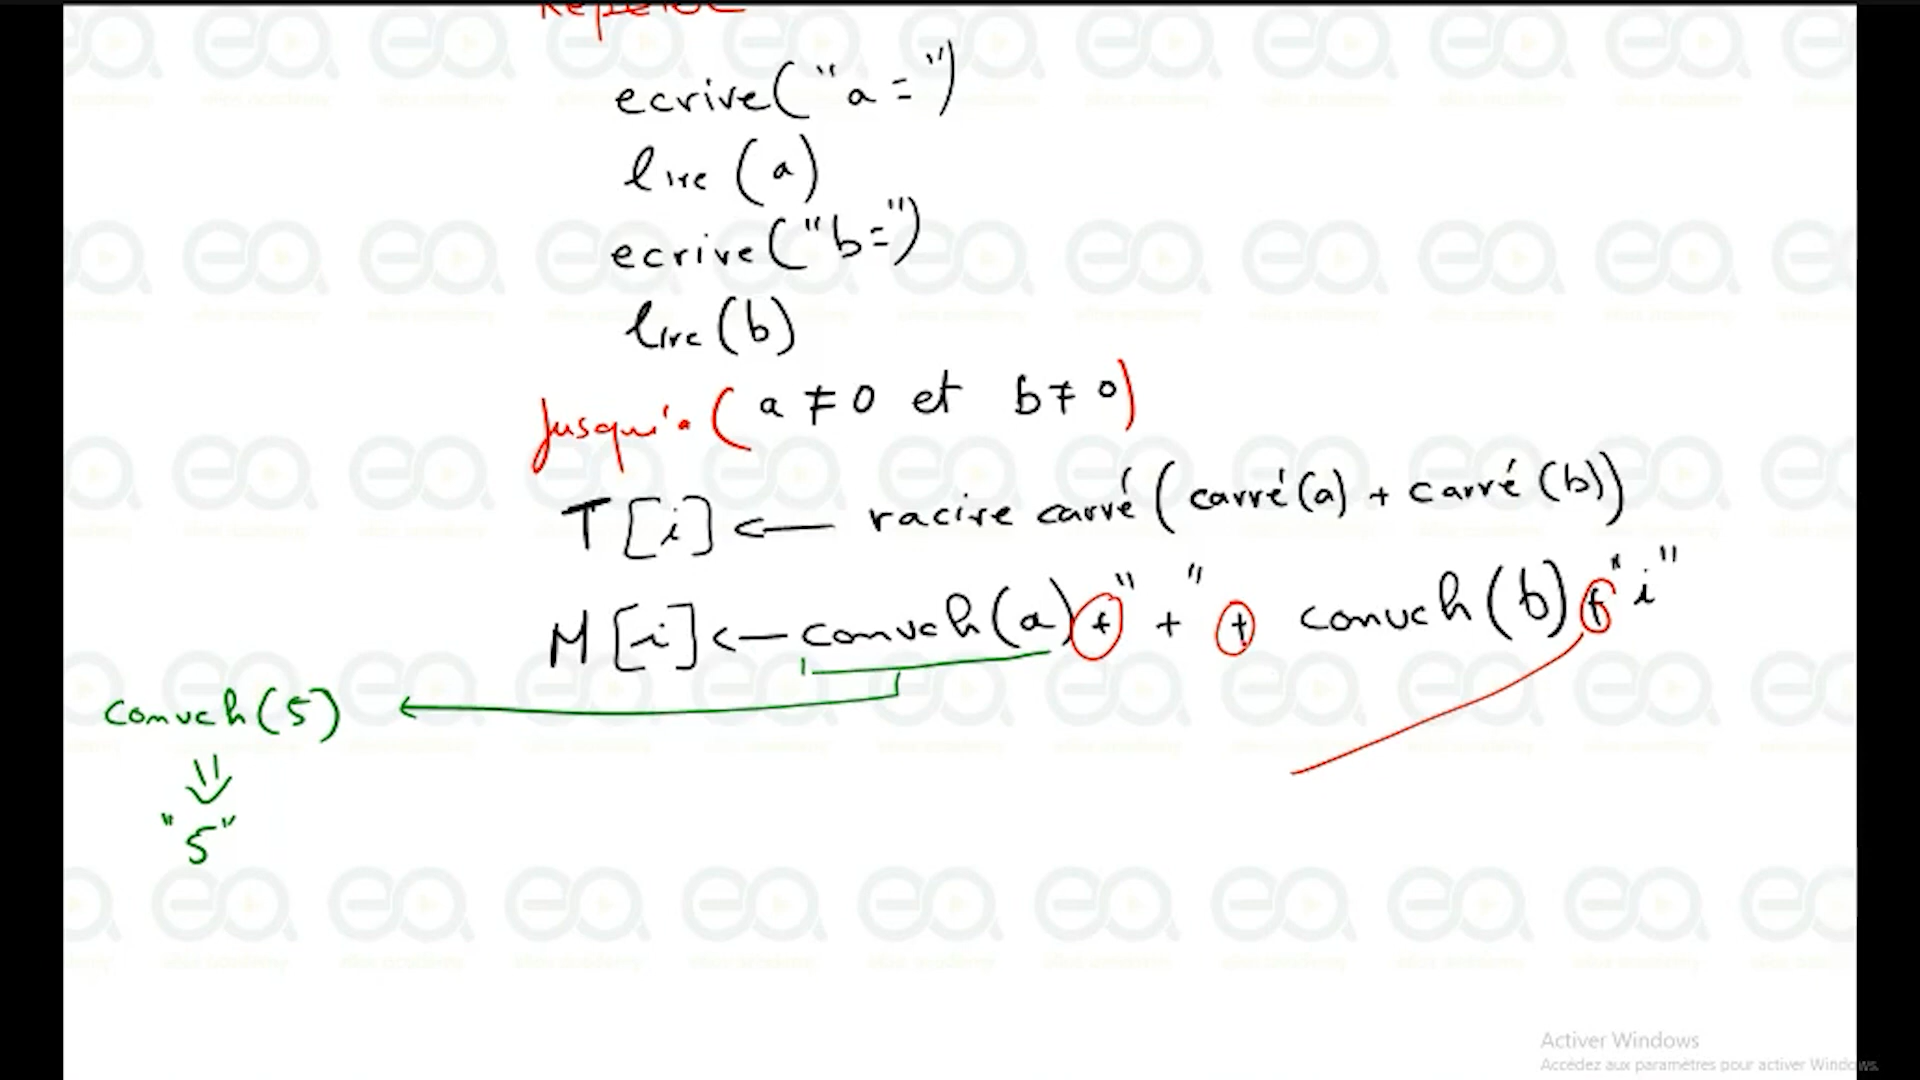 Repeter
ecrire("a=")
lire(a)
ecrire("b=")
lire(b)
Jusqu'a (a ≠ 0 et b ≠ 0)
T[i] ← racine carré(carré(a) + carré(b))
M[i] ← convch(a) + "+" + convch(b) + "i"
convch(5)
⇓
"5"
Activer Windows
Accédez aux paramètres pour activer Windows.